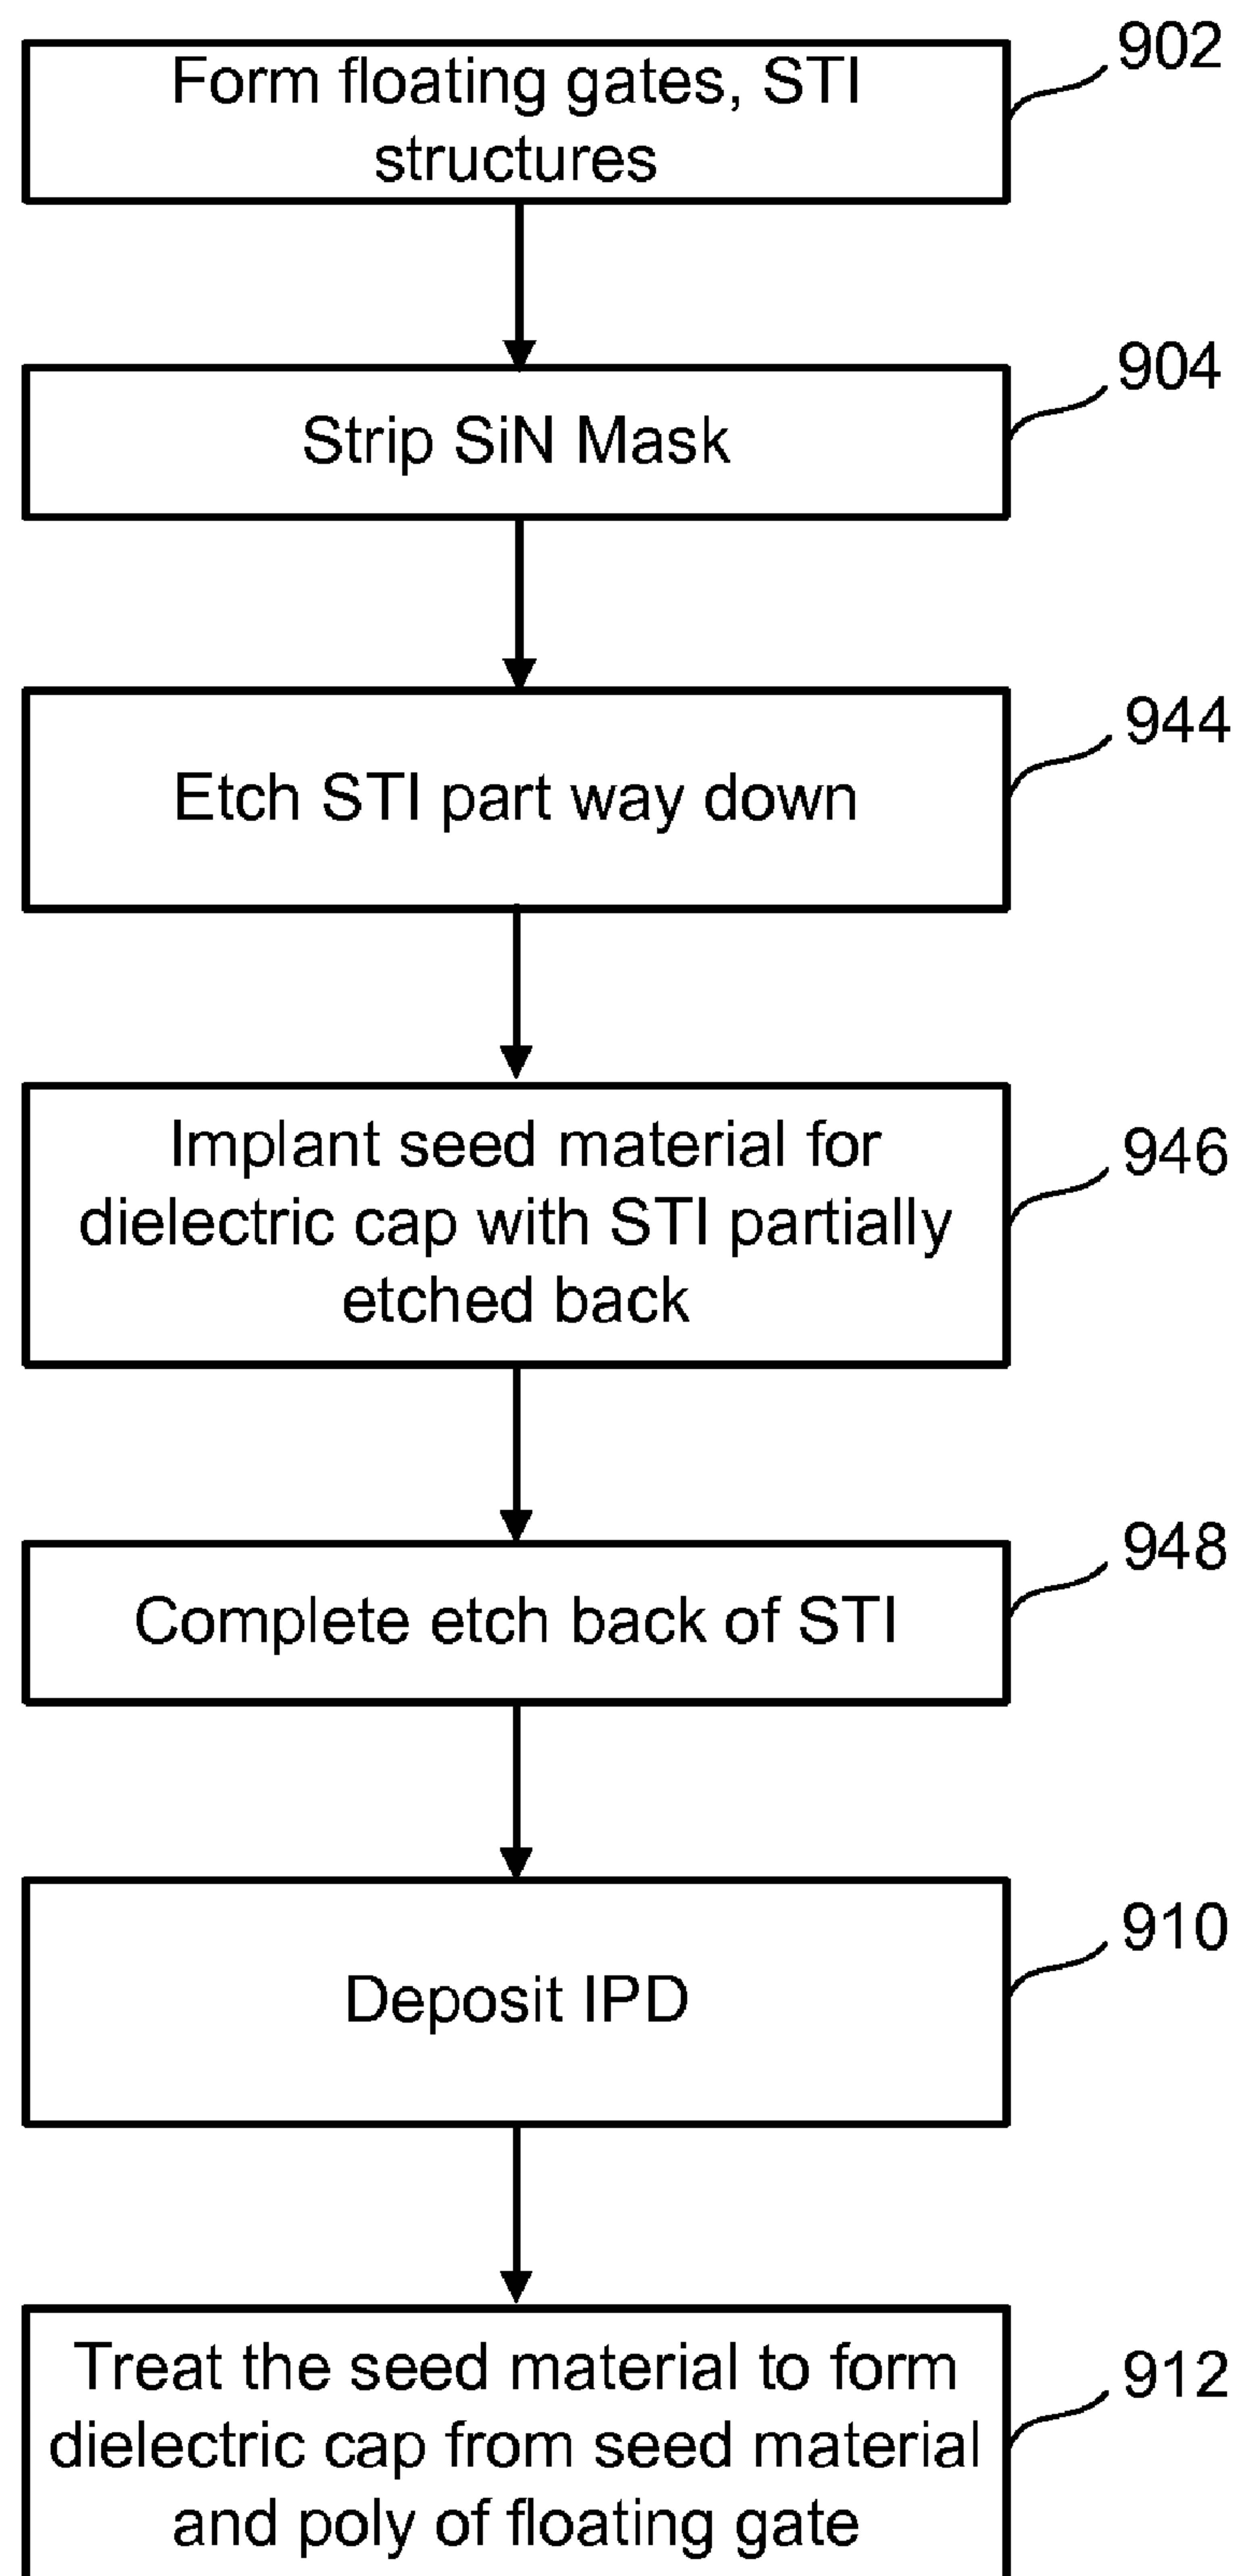 902
Form floating gates, STI
structures
904
Strip SiN Mask
944
Etch STI part way down
946
Implant seed material for
dielectric cap with STI partially
etched back
948
Complete etch back of STI
910
Deposit IPD
912
Treat the seed material to form
dielectric cap from seed material
and poly of floating gate